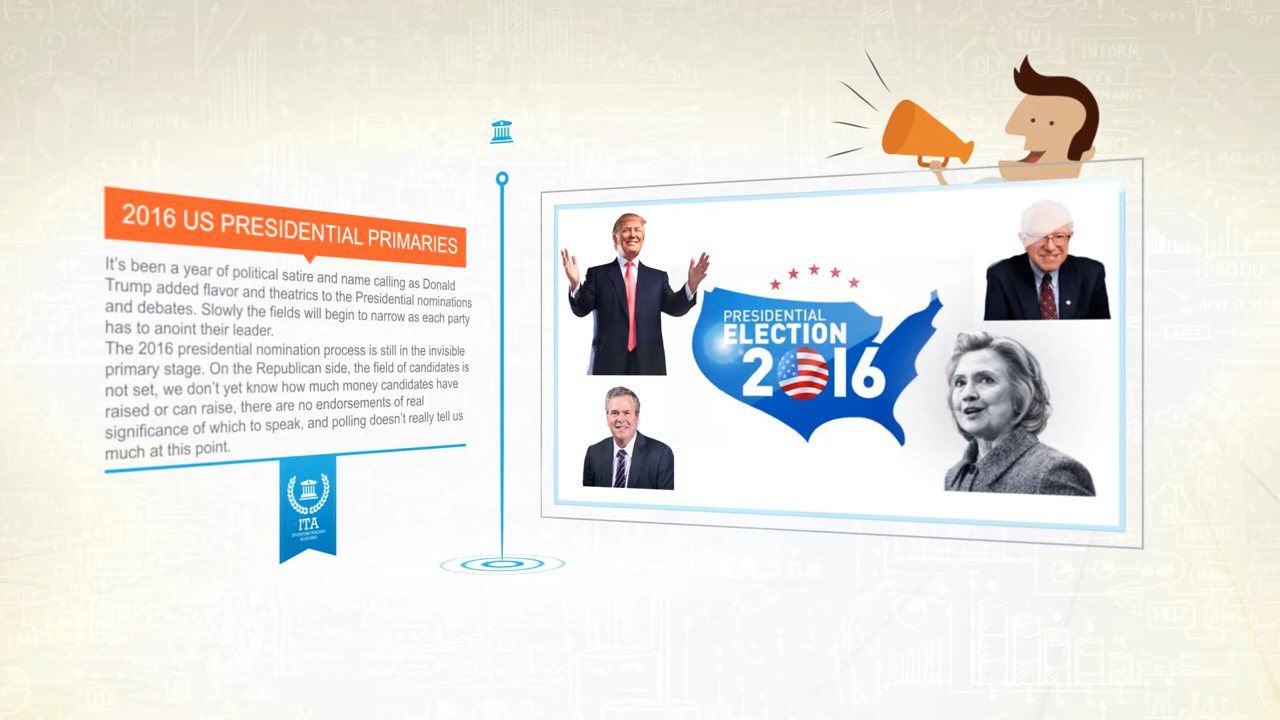 2016 US PRESIDENTIAL PRIMARIES
It's been a year of political satire and name calling as Donald
Trump added flavor and theatrics to the Presidential nominations
and debates. Slowly the fields will begin to narrow as each party
has to anoint their leader.
The 2016 presidential nomination process is still in the invisible
primary stage. On the Republican side, the field of candidates is
not set, we don't yet know how much money candidates have
raised or can raise, there are no endorsements of real
significance of which to speak, and polling doesn't really tell us
much at this point.
ITA
PRESIDENTIAL
ELECTION
2016